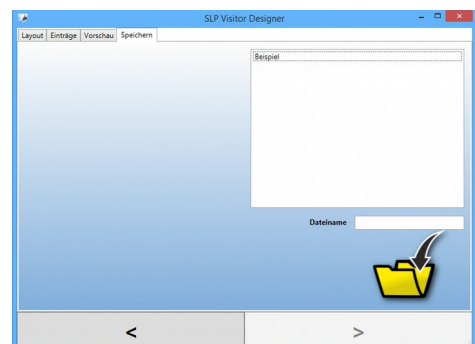 SLP Visitor Designer
Layout Einträge Vorschau Speichern
Beispiel
Dateiname
< >